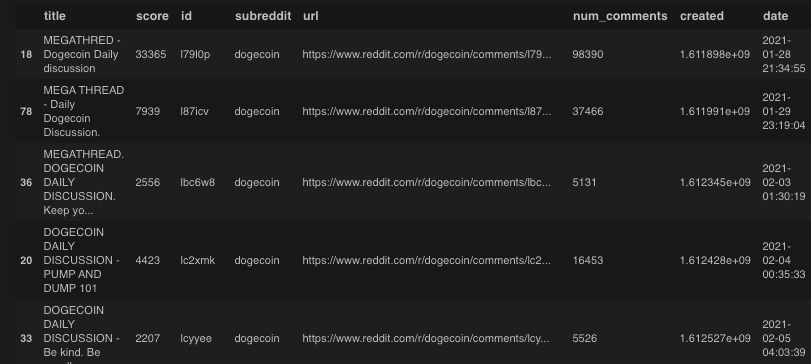 title score id subreddit url num_comments created date
MEGATHRED - 2021-
18 Dogecoin Daily 33365 l79l0p dogecoin https://www.reddit.com/r/dogecoin/comments/l79... 98390 1.611898e+09 01-28
discussion 21:34:55
MEGA THREAD
- Daily 2021-
78 Dogecoin 7939 l87icv dogecoin https://www.reddit.com/r/dogecoin/comments/l87... 37466 1.611991e+09 01-29
Discussion. 23:19:04
MEGATHREAD.
DOGECOIN 2021-
36 DAILY 2556 lbc6w8 dogecoin https://www.reddit.com/r/dogecoin/comments/lbc... 5131 1.612345e+09 02-03
DISCUSSION. 01:30:19
Keep yo...
DOGECOIN
DAILY 2021-
20 DISCUSSION - 4423 lc2xmk dogecoin https://www.reddit.com/r/dogecoin/comments/lc2... 16453 1.612428e+09 02-04
PUMP AND 00:35:33
DUMP 101
DOGECOIN
DAILY 2021-
33 DISCUSSION - 2207 lcyyee dogecoin https://www.reddit.com/r/dogecoin/comments/lcy... 5526 1.612527e+09 02-05
Be kind. Be 04:03:39